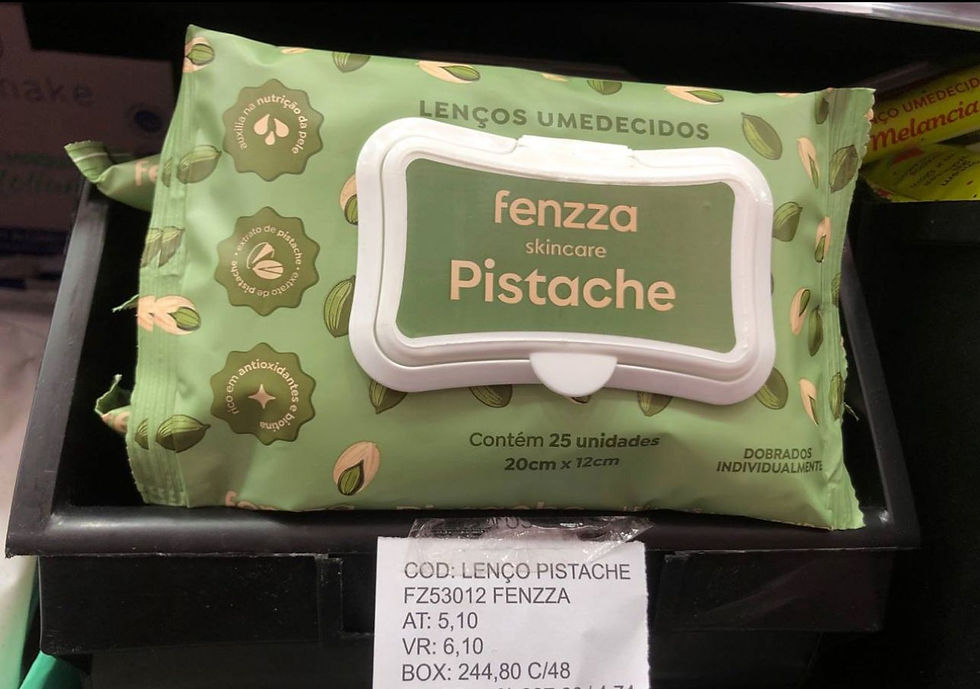 LENÇOS UMEDECIDOS
fenzza
skincare
Pistache
auxilia na nutrição da pele
extrato de pistache • extrato de pistache •
rico em antioxidantes e biotina
Contém 25 unidades
20cm x 12cm
DOBRADOS
INDIVIDUALMENTE
make
UMEDECID
Melancia
COD: LENÇO PISTACHE
FZ53012 FENZZA
AT: 5,10
VR: 6,10
BOX: 244,80 C/48